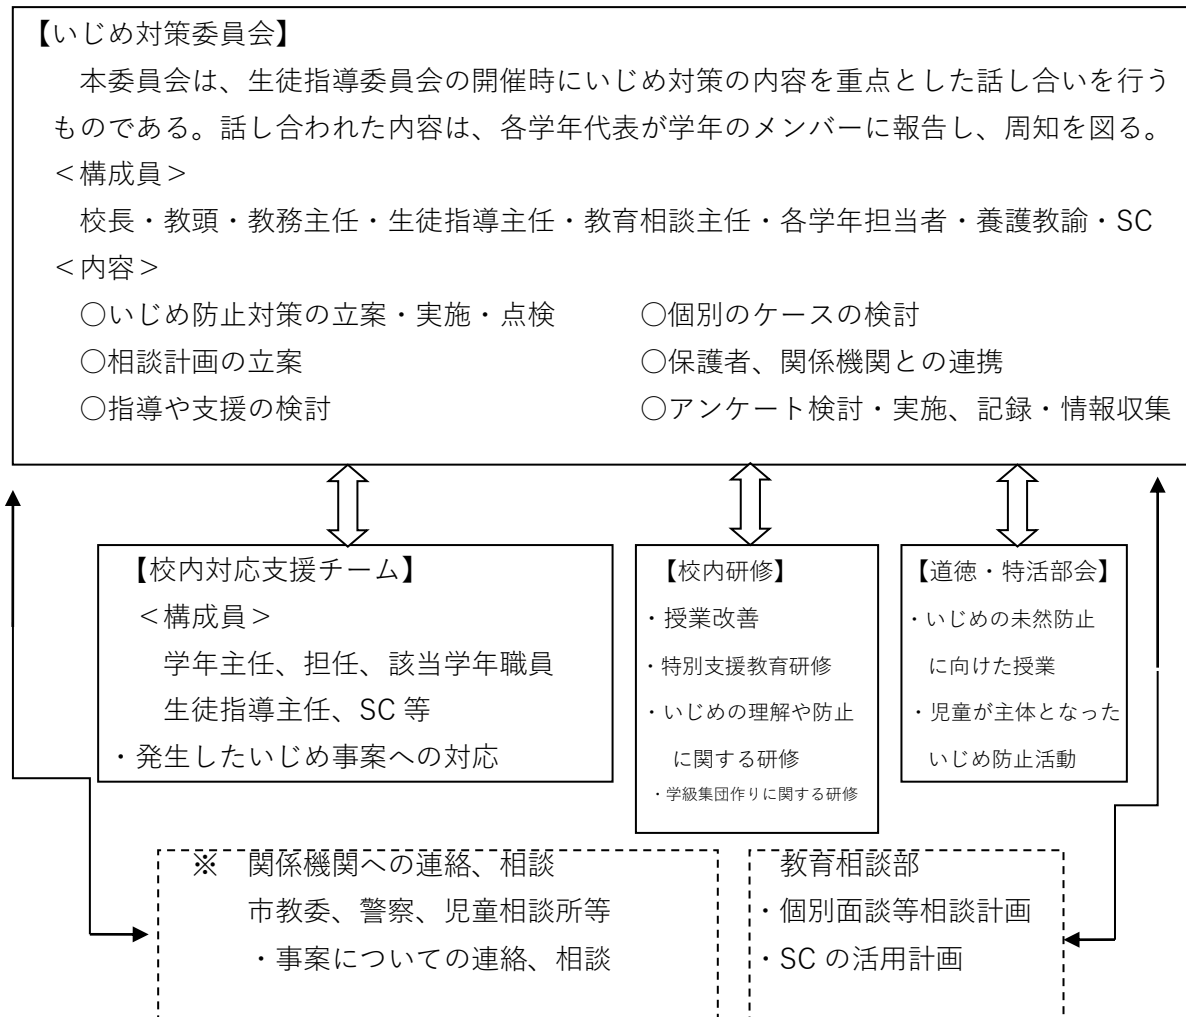 【いじめ対策委員会】
本委員会は、生徒指導委員会の開催時にいじめ対策の内容を重点とした話し合いを行う
ものである。話し合われた内容は、各学年代表が学年のメンバーに報告し、周知を図る。
＜構成員＞
校長・教頭・教務主任・生徒指導主任・教育相談主任・各学年担当者・養護教諭・SC
＜内容＞
○いじめ防止対策の立案・実施・点検　○個別のケースの検討
○相談計画の立案　○保護者、関係機関との連携
○指導や支援の検討　○アンケート検討・実施、記録・情報収集
【校内対応支援チーム】
＜構成員＞
学年主任、担任、該当学年職員
生徒指導主任、SC 等
・発生したいじめ事案への対応
【校内研修】
・授業改善
・特別支援教育研修
・いじめの理解や防止
に関する研修
・学級集団作りに関する研修
【道徳・特活部会】
・いじめの未然防止
に向けた授業
・児童が主体となった
いじめ防止活動
※　関係機関への連絡、相談
市教委、警察、児童相談所等
・事案についての連絡、相談
教育相談部
・個別面談等相談計画
・SC の活用計画